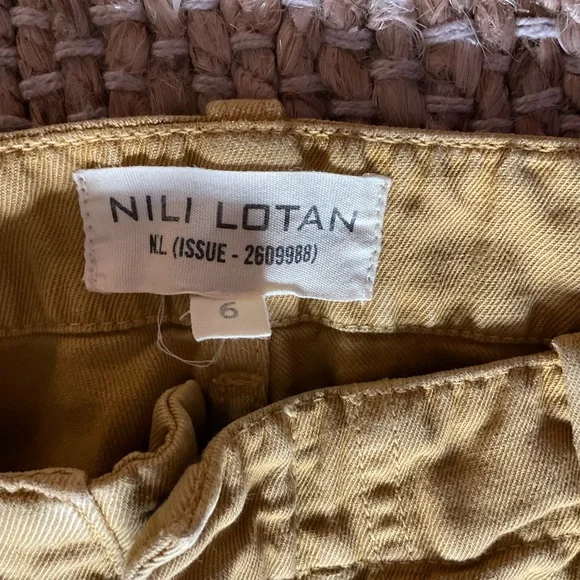 NILI LOTAN
N.L (ISSUE - 2609988)
6